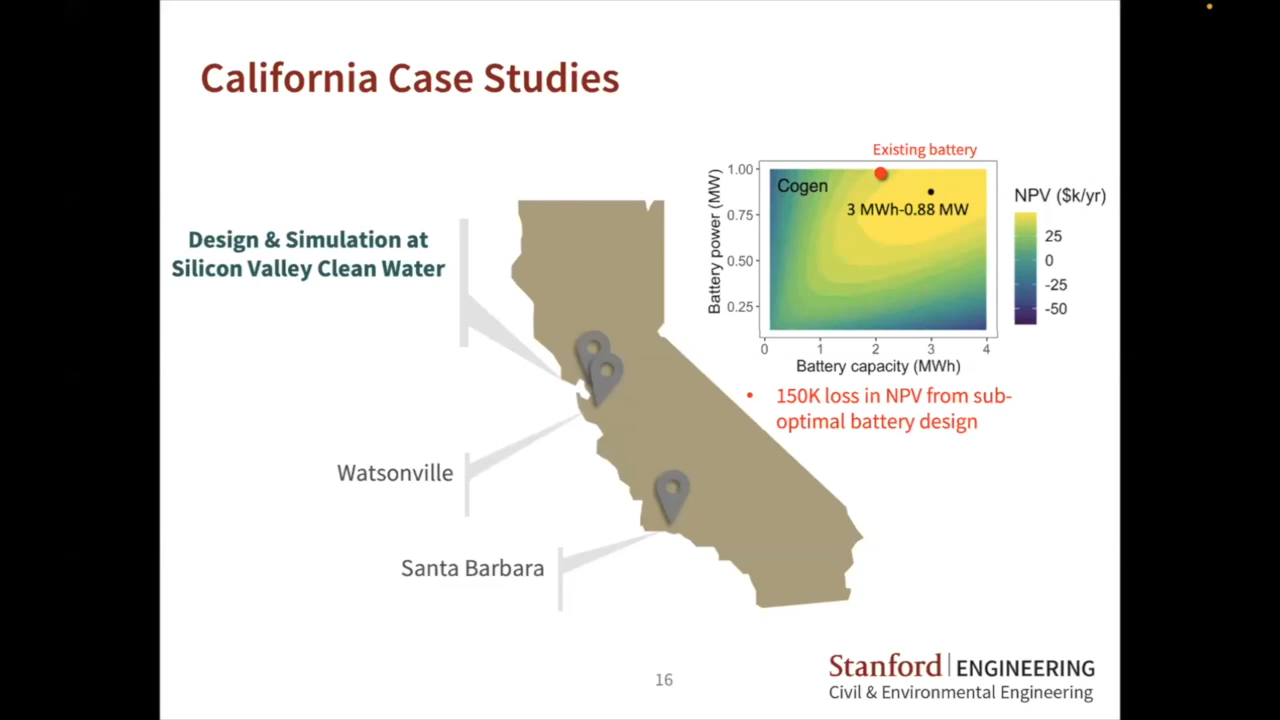 California Case Studies
Design & Simulation at
Silicon Valley Clean Water
Watsonville
Santa Barbara
Existing battery
Battery power (MW)
1.00
0.75
0.50
0.25
Cogen
3 MWh-0.88 MW
0 1 2 3 4
Battery capacity (MWh)
NPV ($k/yr)
25
0
-25
-50
• 150K loss in NPV from sub-
optimal battery design
16
Stanford | ENGINEERING
Civil & Environmental Engineering